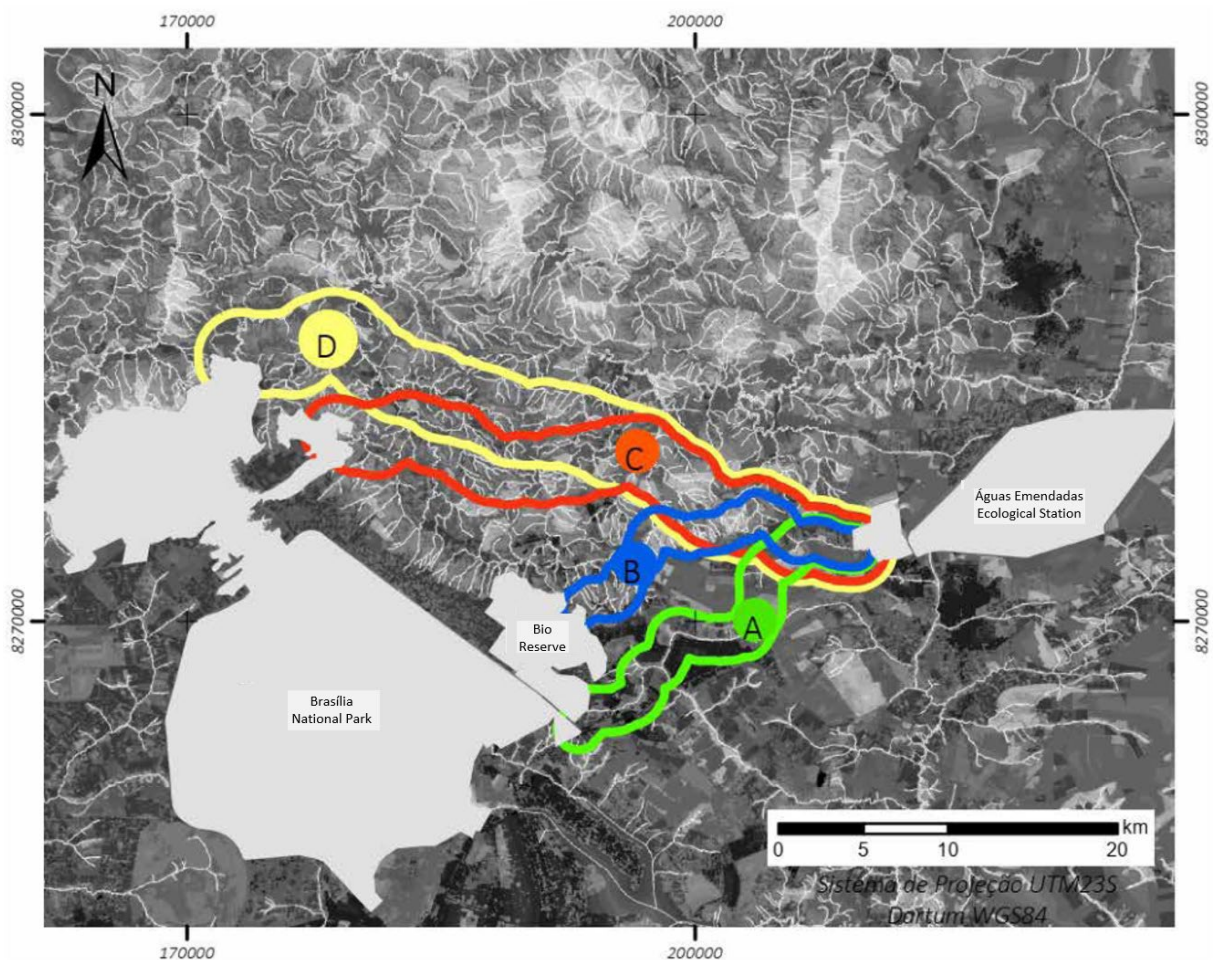 170000
200000
N
8300000
8300000
D
C
Águas Emendadas
Ecological Station
B
8270000
8270000
A
Bio
Reserve
Brasília
National Park
km
0
5
10
20
Sistema de Projeção UTM23S
Dartum WGS84
170000
200000